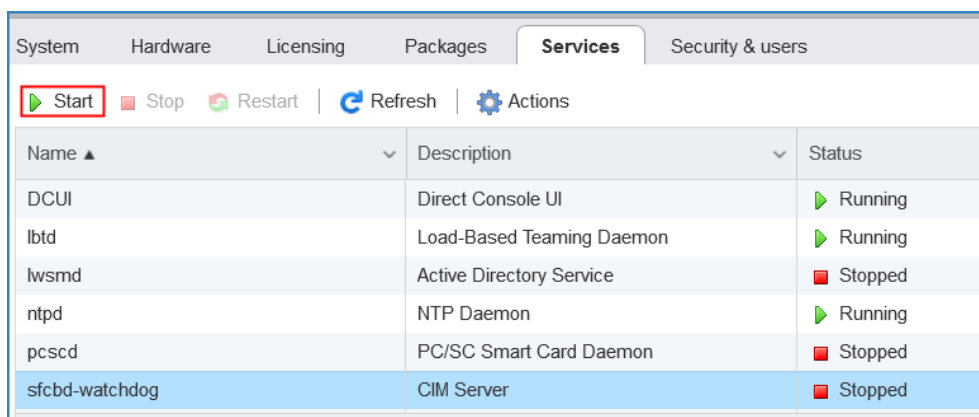 System Hardware Licensing Packages Services Security & users
Start Stop Restart Refresh Actions
Name Description Status
DCUI Direct Console UI Running
lbtd Load-Based Teaming Daemon Running
lwsmd Active Directory Service Stopped
ntpd NTP Daemon Running
pcscd PC/SC Smart Card Daemon Stopped
sfcbd-watchdog CIM Server Stopped